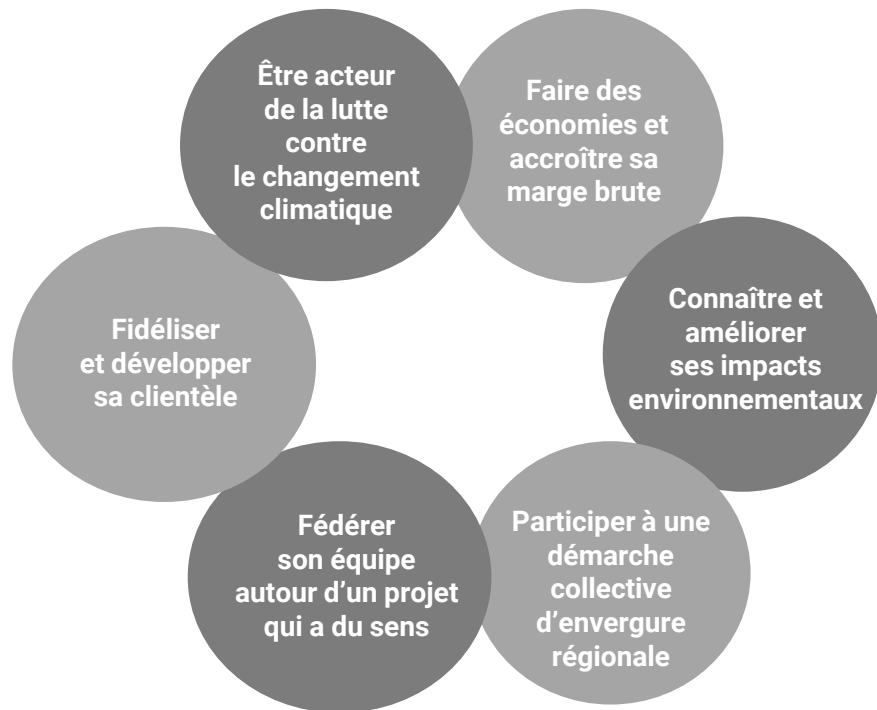 Être acteur
de la lutte
contre
le changement
climatique
Faire des
économies et
accroître sa
marge brute
Connaître et
améliorer
ses impacts
environnementaux
Participer à une
démarche
collective
d’envergure
régionale
Fédérer
son équipe
autour d’un projet
qui a du sens
Fidéliser
et développer
sa clientèle